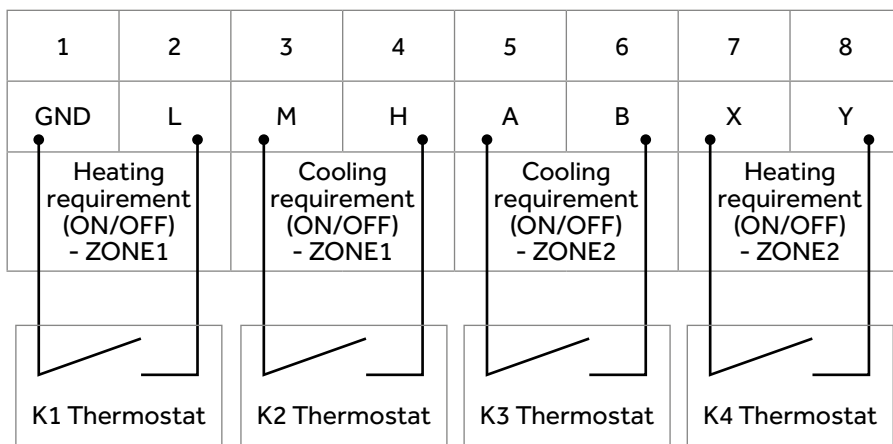 1 2 3 4 5 6 7 8
GND L M H A B X Y
Heating requirement (ON/OFF) - ZONE1
Cooling requirement (ON/OFF) - ZONE1
Cooling requirement (ON/OFF) - ZONE2
Heating requirement (ON/OFF) - ZONE2
K1 Thermostat K2 Thermostat K3 Thermostat K4 Thermostat